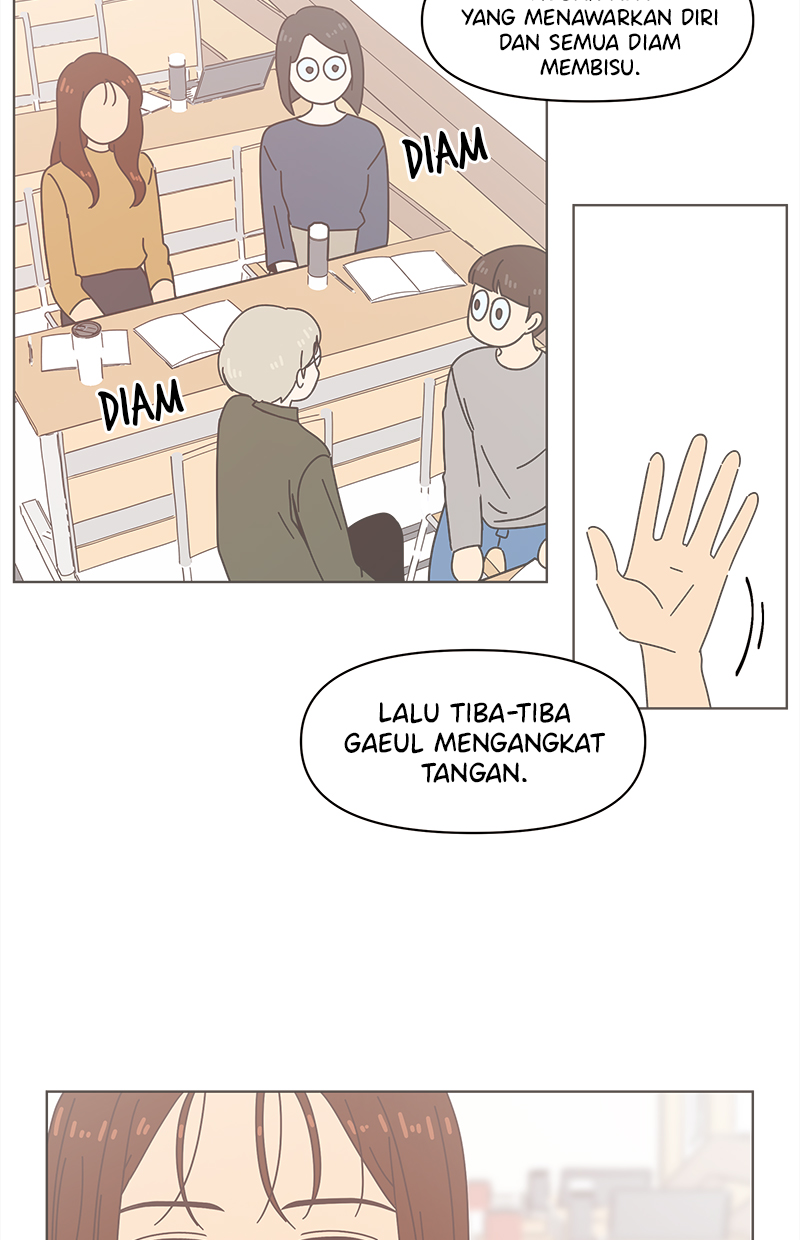 YANG MENAWARKAN DIRI
DAN SEMUA DIAM
MEMBISU.
DIAM
DIAM
LALU TIBA-TIBA
GAEUL MENGANGKAT
TANGAN.